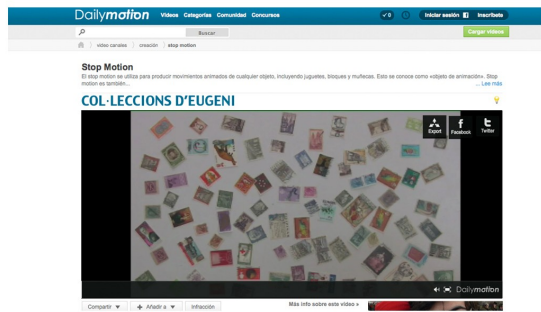 Dailymotion Videos Categorías Comunidad Concursos 0 Iniciar sesión Inscríbete
Buscar Cargar vídeos
video canales creación stop motion
Stop Motion
El stop motion se utiliza para producir movimientos animados de cualquier objeto, incluyendo juguetes, bloques y muñecas. Esto se conoce como «objeto de animación». Stop
motion es también...
... Lee más
COL·LECCIONS D'EUGENI
Export Facebook Twitter
Dailymotion
Compartir Añadir a Infracción Más info sobre este vídeo »